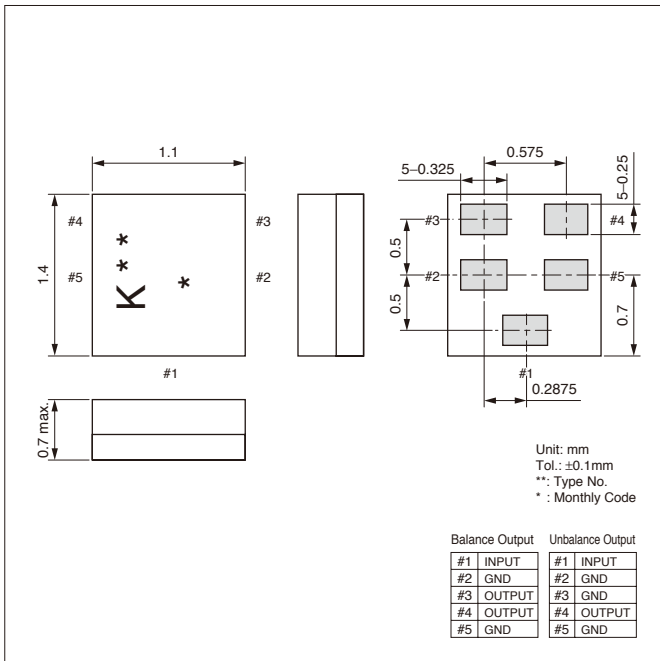 1.1
1.4
#4
#3
#5
#2
K**
*
#1
0.7 max.
0.575
5–0.325
5–0.25
#3
#4
0.5
#2
#5
0.5
0.7
#1
0.2875
Unit: mm
Tol.: ±0.1mm
**: Type No.
* : Monthly Code
Balance Output
#1 INPUT
#2 GND
#3 OUTPUT
#4 OUTPUT
#5 GND
Unbalance Output
#1 INPUT
#2 GND
#3 GND
#4 OUTPUT
#5 GND